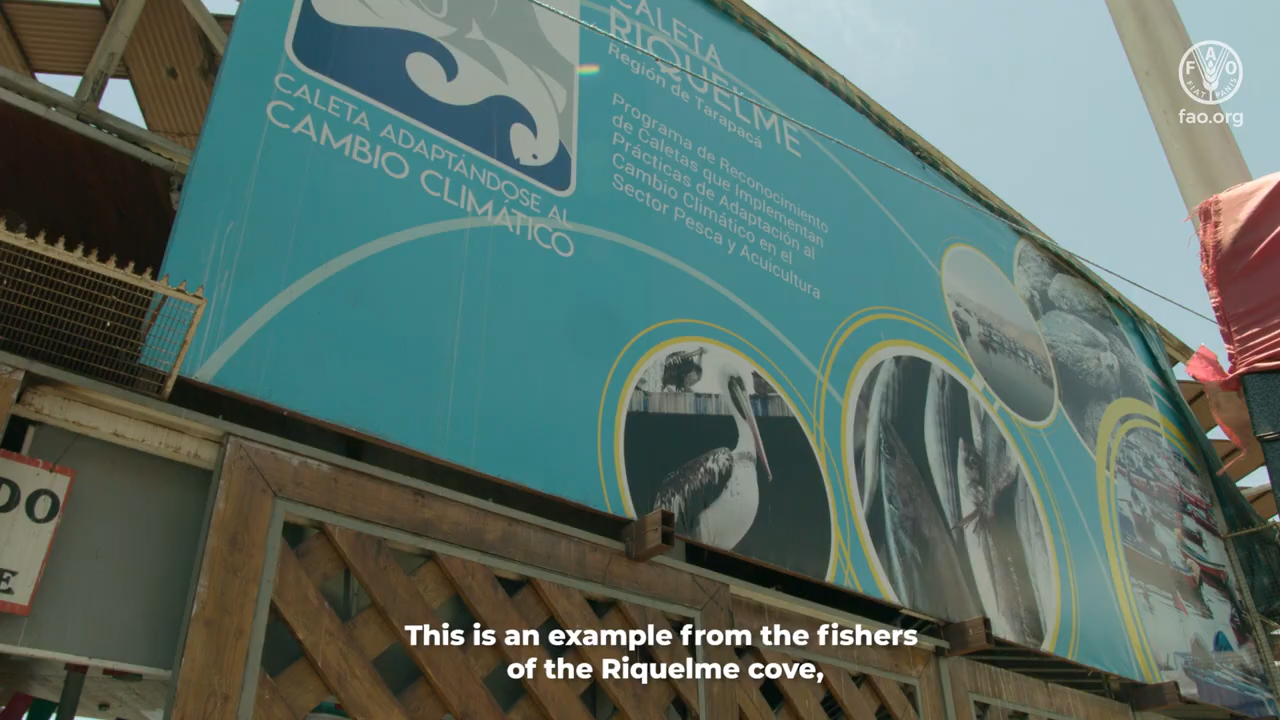 CALETA
RIQUELME
Región de Tarapacá
Programa de Reconocimiento
de Caletas que Implementan
Prácticas de Adaptación al
Cambio Climático en el
Sector Pesca y Acuicultura
CALETA ADAPTÁNDOSE AL
CAMBIO CLIMÁTICO
F A O
FIAT PANIS
fao.org
DO
E
This is an example from the fishers
of the Riquelme cove,